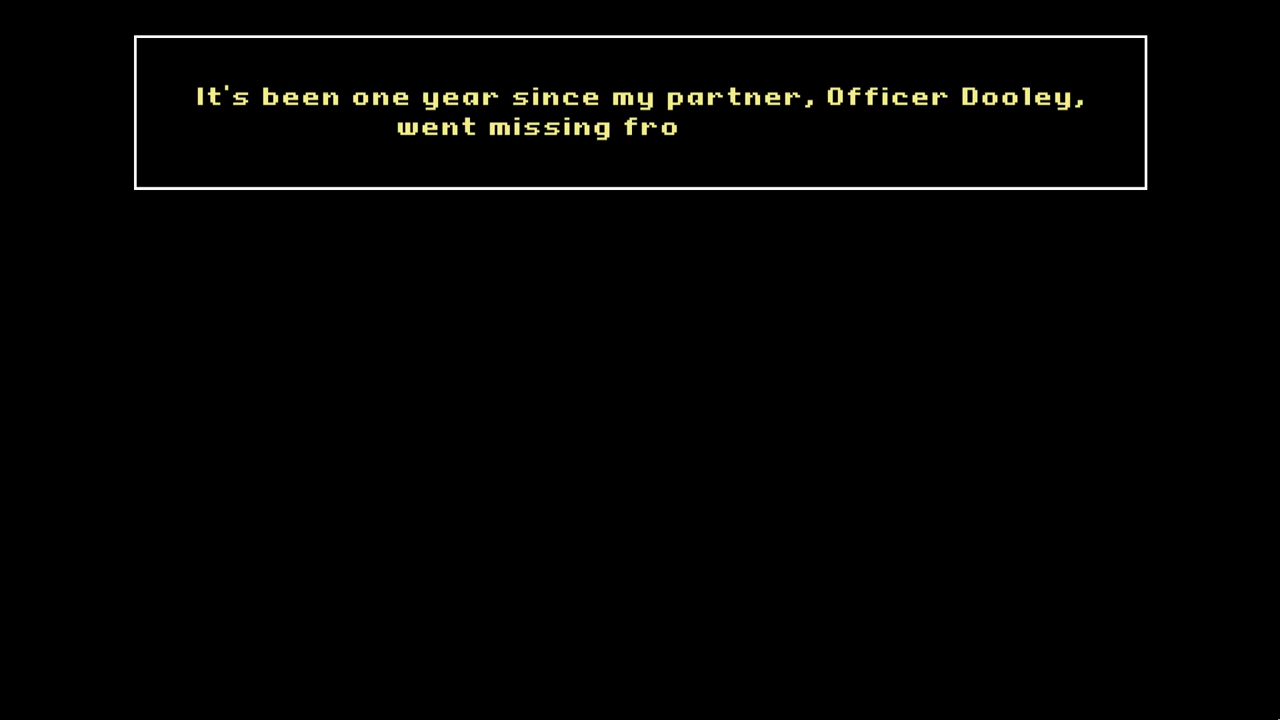 It's been one year since my partner, Officer Dooley,
went missing fro